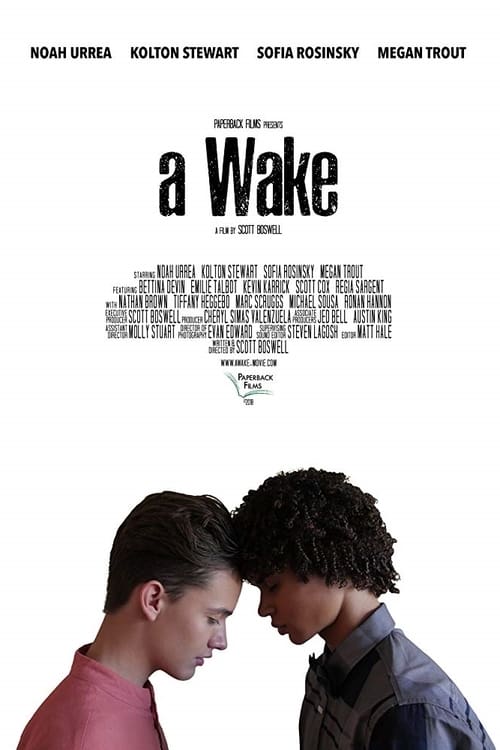 NOAH URREA KOLTON STEWART SOFIA ROSINSKY MEGAN TROUT
PAPERBACK FILMS PRESENTS
a Wake
A FILM BY SCOTT BOSWELL
STARRING NOAH URREA KOLTON STEWART SOFIA ROSINSKY MEGAN TROUT
FEATURING BETTINA DEVIN EMILIE TALBOT KEVIN KARRICK SCOTT COX REGIA SARGENT
WITH NATHAN BROWN TIFFANY HEGGEBO MARC SCRUGGS MICHAEL SOUSA RONAN HANNON
EXECUTIVE PRODUCER SCOTT BOSWELL PRODUCER CHERYL SIMAS VALENZUELA ASSOCIATE PRODUCERS JED BELL AUSTIN KING
ASSISTANT DIRECTOR MOLLY STUART DIRECTOR OF PHOTOGRAPHY EVAN EDWARD SUPERVISING SOUND EDITOR STEVEN LAGOSH EDITOR MATT HALE
WRITTEN & DIRECTED BY SCOTT BOSWELL
WWW.AWAKE-MOVIE.COM
PAPERBACK
FILMS
©2018